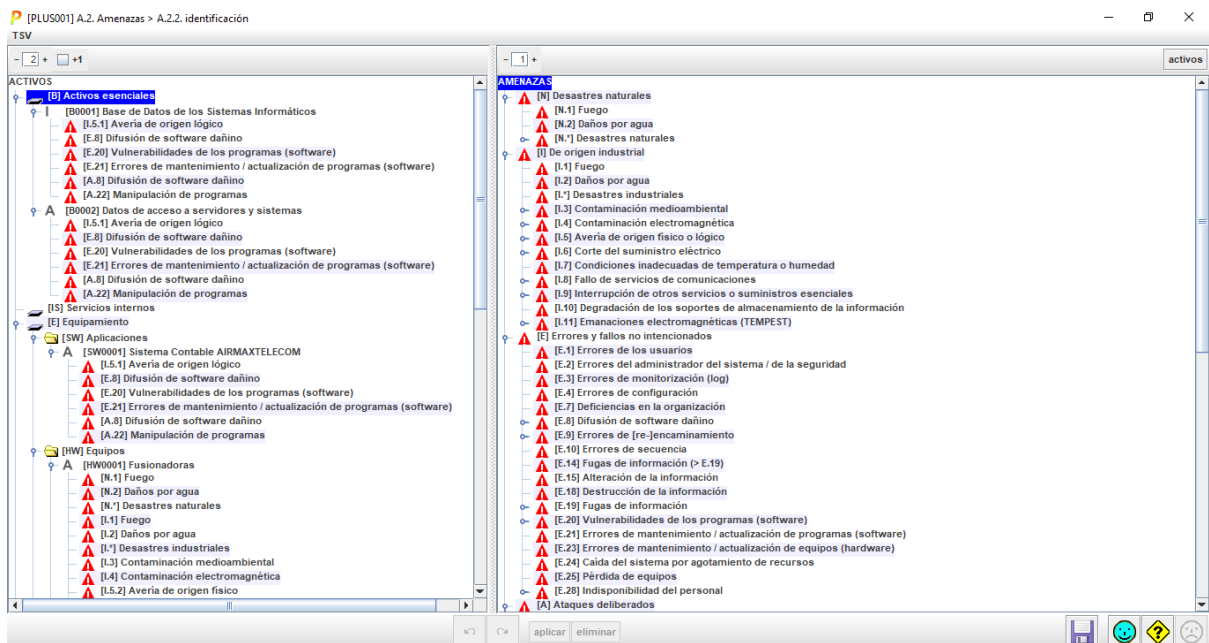 [PLUS001] A.2. Amenazas > A.2.2. identificación
TSV
- 2 + +1
ACTIVOS
[B] Activos esenciales
[B0001] Base de Datos de los Sistemas Informáticos
[I.5.1] Avería de origen lógico
[E.8] Difusión de software dañino
[E.20] Vulnerabilidades de los programas (software)
[E.21] Errores de mantenimiento / actualización de programas (software)
[A.8] Difusión de software dañino
[A.22] Manipulación de programas
A [B0002] Datos de acceso a servidores y sistemas
[I.5.1] Avería de origen lógico
[E.8] Difusión de software dañino
[E.20] Vulnerabilidades de los programas (software)
[E.21] Errores de mantenimiento / actualización de programas (software)
[A.8] Difusión de software dañino
[A.22] Manipulación de programas
[IS] Servicios internos
[E] Equipamiento
[SW] Aplicaciones
A [SW0001] Sistema Contable AIRMAXTELECOM
[I.5.1] Avería de origen lógico
[E.8] Difusión de software dañino
[E.20] Vulnerabilidades de los programas (software)
[E.21] Errores de mantenimiento / actualización de programas (software)
[A.8] Difusión de software dañino
[A.22] Manipulación de programas
[HW] Equipos
A [HW0001] Fusionadoras
[N.1] Fuego
[N.2] Daños por agua
[N.*] Desastres naturales
[I.1] Fuego
[I.2] Daños por agua
[I.*] Desastres industriales
[I.3] Contaminación medioambiental
[I.4] Contaminación electromagnética
[I.5.2] Avería de origen físico
- 1 +
activos
AMENAZAS
[N] Desastres naturales
[N.1] Fuego
[N.2] Daños por agua
[N.*] Desastres naturales
[I] De origen industrial
[I.1] Fuego
[I.2] Daños por agua
[I.*] Desastres industriales
[I.3] Contaminación medioambiental
[I.4] Contaminación electromagnética
[I.5] Avería de origen físico o lógico
[I.6] Corte del suministro eléctrico
[I.7] Condiciones inadecuadas de temperatura o humedad
[I.8] Fallo de servicios de comunicaciones
[I.9] Interrupción de otros servicios o suministros esenciales
[I.10] Degradación de los soportes de almacenamiento de la información
[I.11] Emanaciones electromagnéticas (TEMPEST)
[E] Errores y fallos no intencionados
[E.1] Errores de los usuarios
[E.2] Errores del administrador del sistema / de la seguridad
[E.3] Errores de monitorización (log)
[E.4] Errores de configuración
[E.7] Deficiencias en la organización
[E.8] Difusión de software dañino
[E.9] Errores de [re-]encaminamiento
[E.10] Errores de secuencia
[E.14] Fugas de información (> E.19)
[E.15] Alteración de la información
[E.18] Destrucción de la información
[E.19] Fugas de información
[E.20] Vulnerabilidades de los programas (software)
[E.21] Errores de mantenimiento / actualización de programas (software)
[E.23] Errores de mantenimiento / actualización de equipos (hardware)
[E.24] Caída del sistema por agotamiento de recursos
[E.25] Pérdida de equipos
[E.28] Indisponibilidad del personal
[A] Ataques deliberados
aplicar eliminar